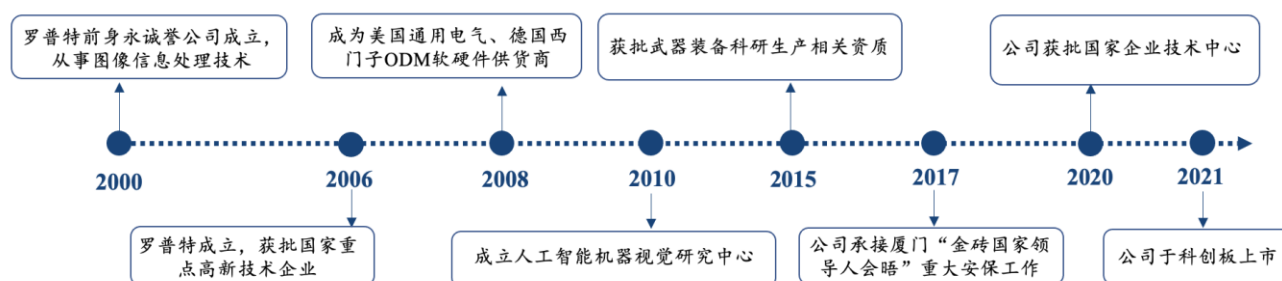 罗普特前身永诚誉公司成立，
从事图像信息处理技术
成为美国通用电气、德国西
门子ODM软硬件供货商
获批武器装备科研生产相关资质
公司获批国家企业技术中心
2000
2006
2008
2010
2015
2017
2020
2021
罗普特成立，获批国家重
点高新技术企业
成立人工智能机器视觉研究中心
公司承接厦门“金砖国家领
导人会晤”重大安保工作
公司于科创板上市